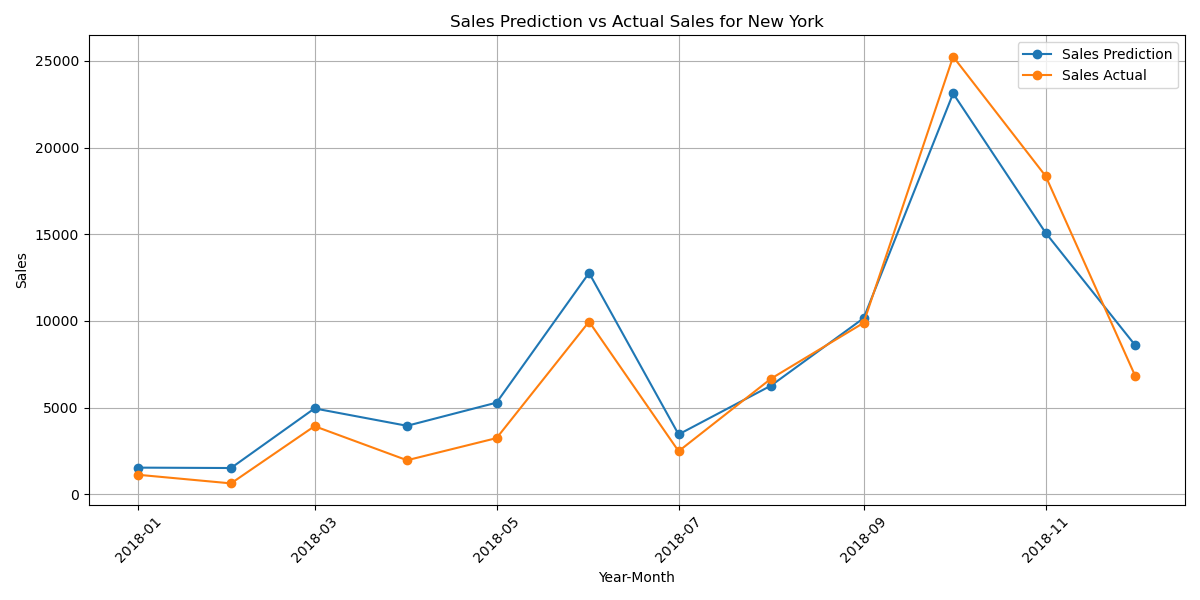 Sales Prediction vs Actual Sales for New York
Sales Prediction
Sales Actual
25000
20000
15000
10000
5000
0
Sales
2018-01
2018-03
2018-05
2018-07
2018-09
2018-11
Year-Month